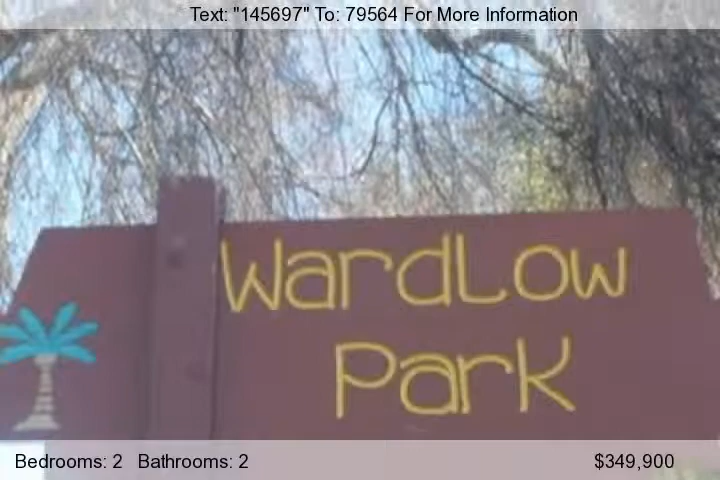 Text: "145697" To: 79564 For More Information
WardLow
Park
Bedrooms: 2 Bathrooms: 2 $349,900